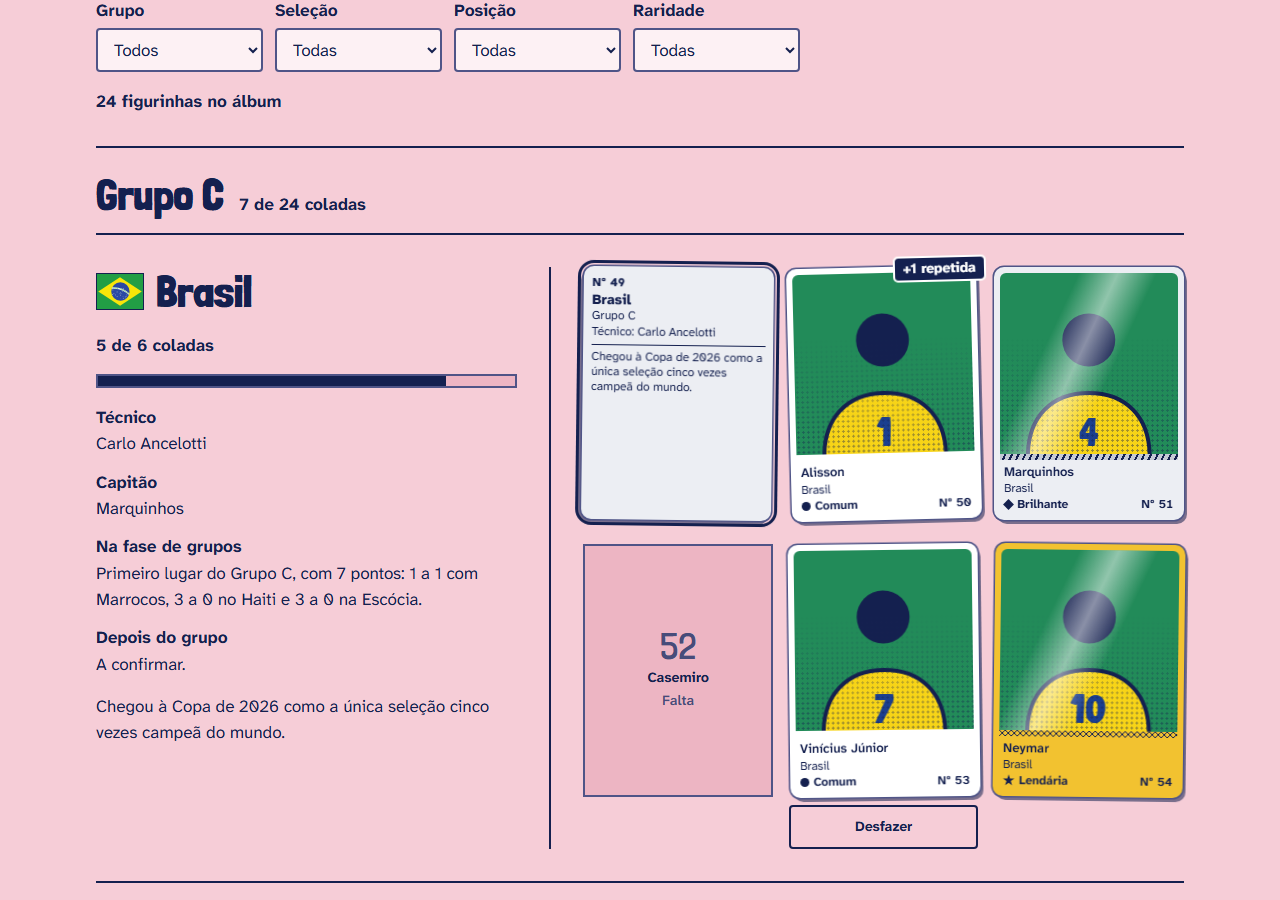 Grupo
Seleção
Posição
Raridade
Todos
Todas
Todas
Todas
24 figurinhas no álbum
Grupo C
7 de 24 coladas
Brasil
5 de 6 coladas
Técnico
Carlo Ancelotti
Capitão
Marquinhos
Na fase de grupos
Primeiro lugar do Grupo C, com 7 pontos: 1 a 1 com
Marrocos, 3 a 0 no Haiti e 3 a 0 na Escócia.
Depois do grupo
A confirmar.
Chegou à Copa de 2026 como a única seleção cinco
vezes campeã do mundo.
Nº 49
Brasil
Grupo C
Técnico: Carlo Ancelotti
Chegou à Copa de 2026 como a
única seleção cinco vezes
campeã do mundo.
+1 repetida
1
Alisson
Brasil
Comum
Nº 50
4
Marquinhos
Brasil
Brilhante
Nº 51
52
Casemiro
Falta
7
Vinícius Júnior
Brasil
Comum
Nº 53
Desfazer
10
Neymar
Brasil
Lendária
Nº 54